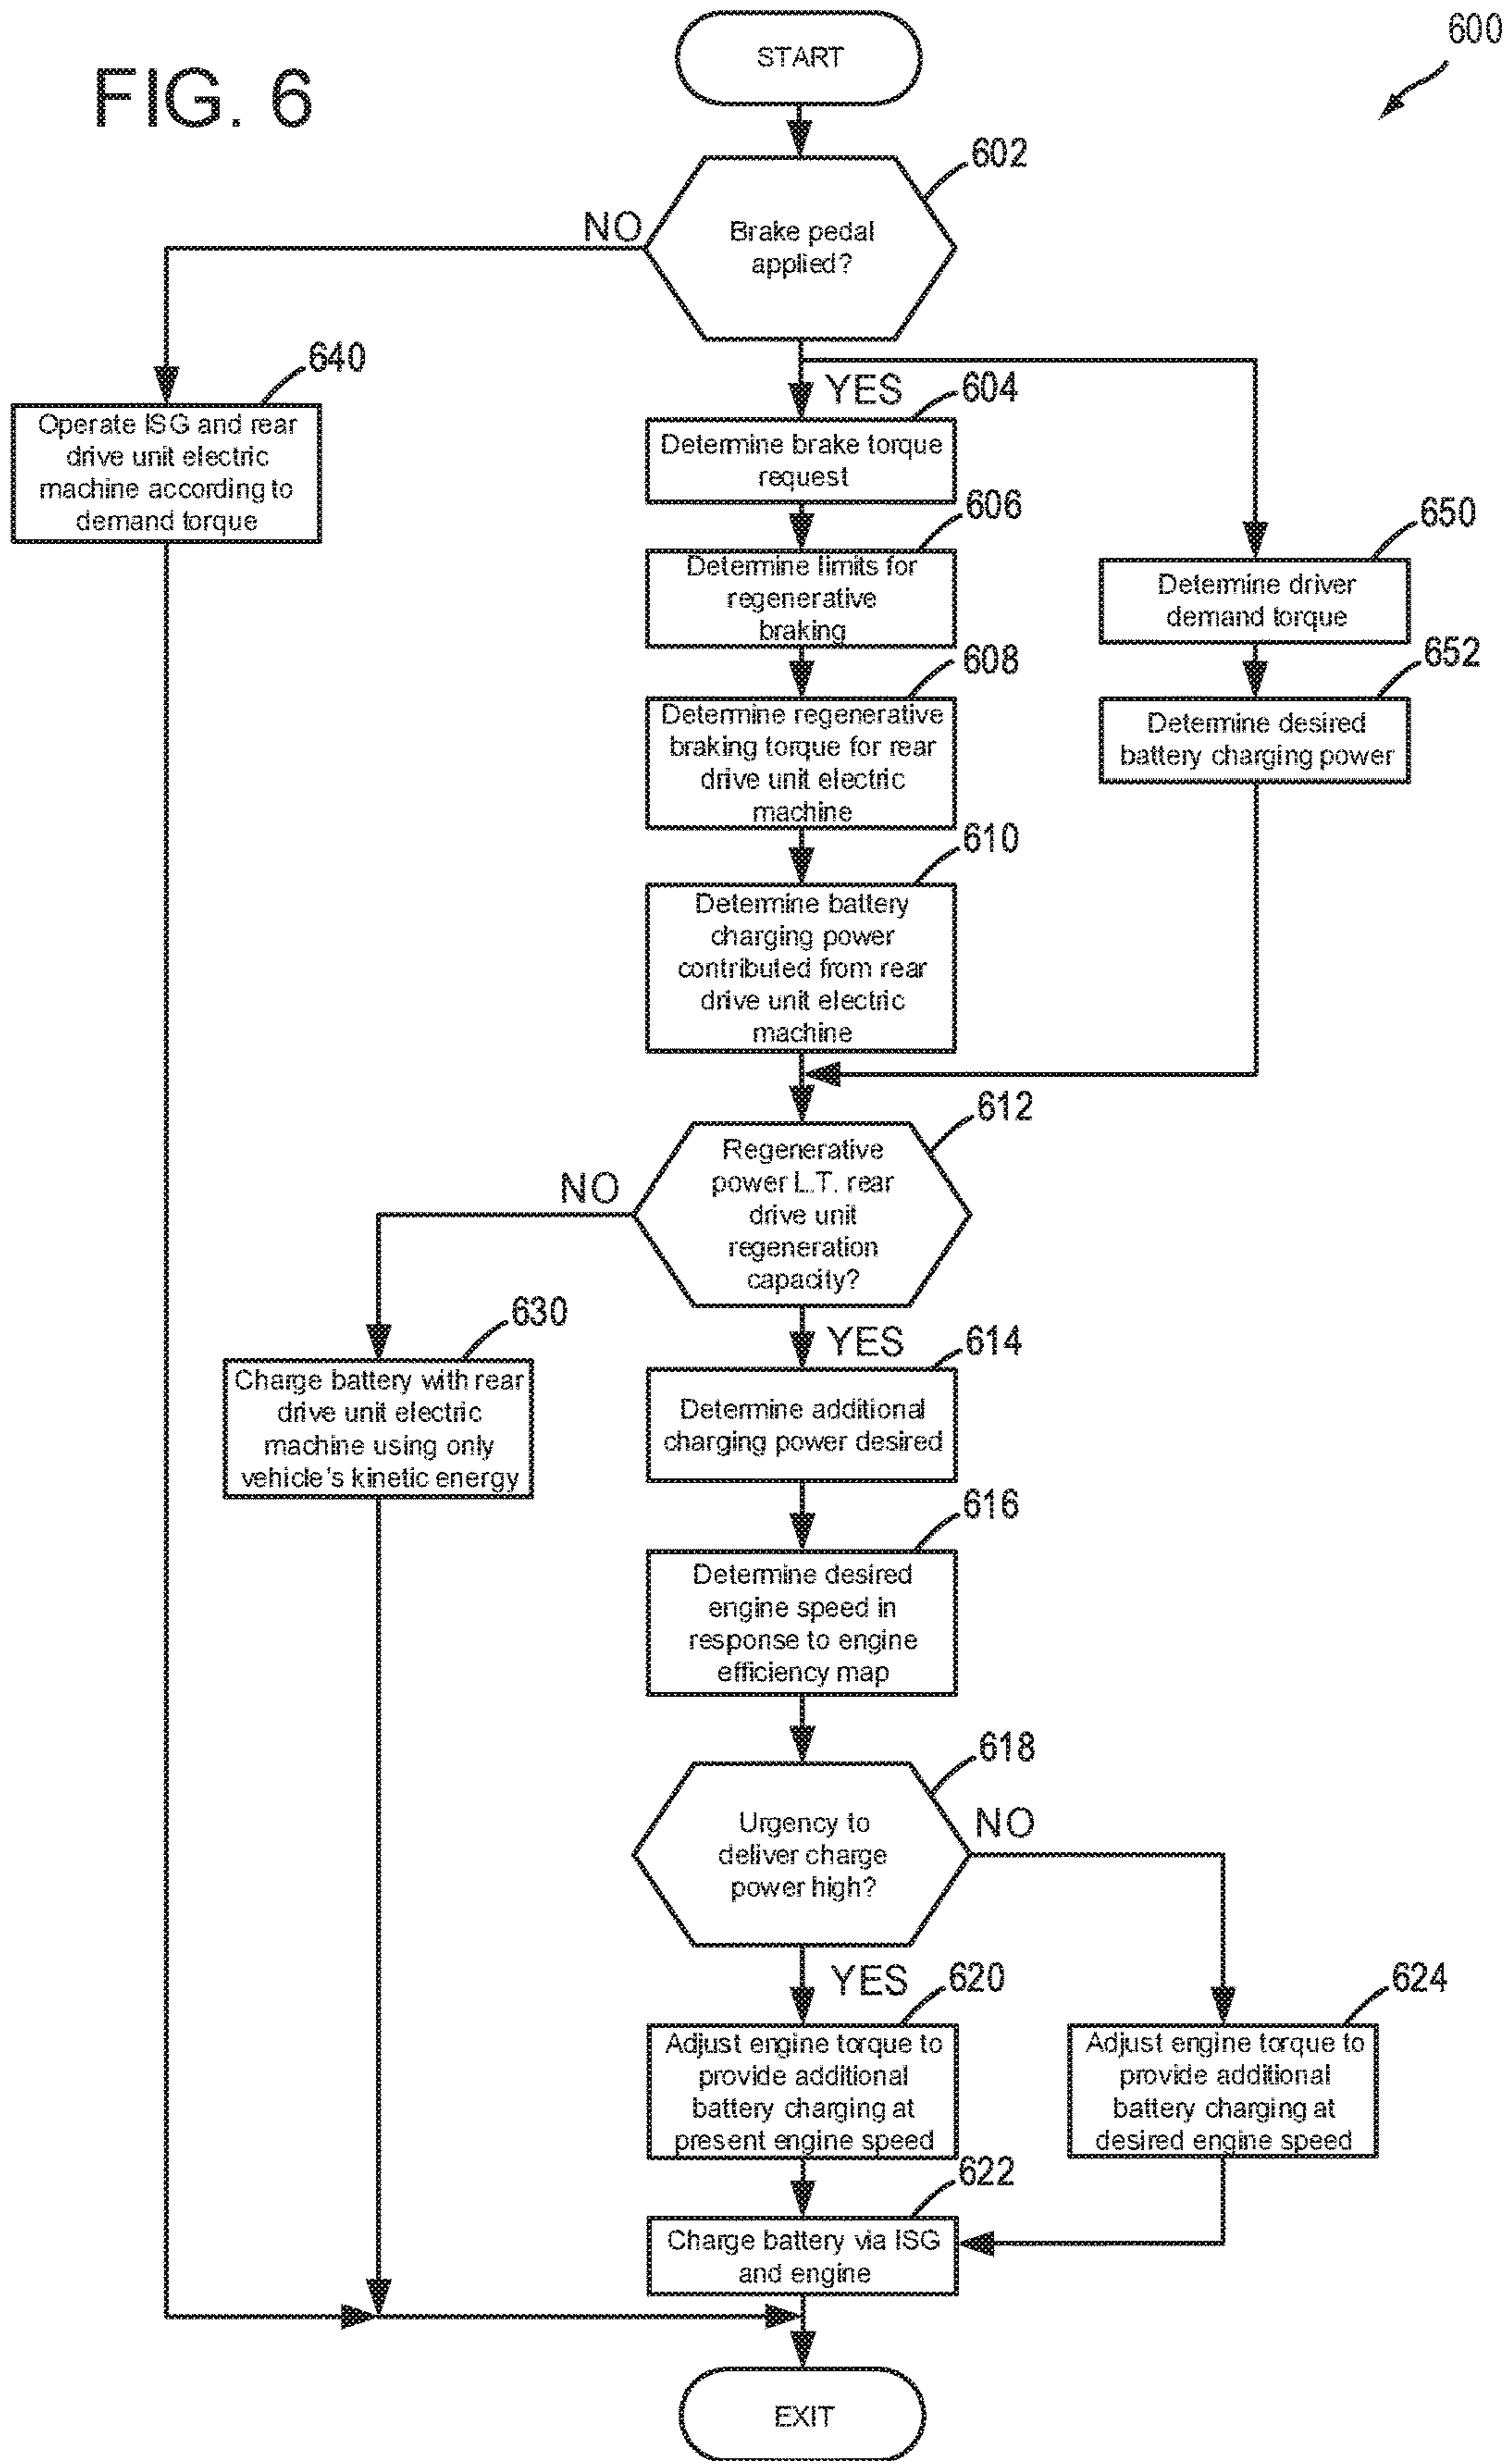 FIG. 6
600
START
602
Brake pedal
applied?
NO
YES
640
Operate ISG and rear
drive unit electric
machine according to
demand torque
604
Determine brake torque
request
606
Determine limits for
regenerative
braking
650
Determine driver
demand torque
608
Determine regenerative
braking torque for rear
drive unit electric
machine
652
Determine desired
battery charging power
610
Determine battery
charging power
contributed from rear
drive unit electric
machine
612
Regenerative
power L.T. rear
drive unit
regeneration
capacity?
NO
YES
630
Charge battery with rear
drive unit electric
machine using only
vehicle's kinetic energy
614
Determine additional
charging power desired
616
Determine desired
engine speed in
response to engine
efficiency map
618
Urgency to
deliver charge
power high?
NO
YES
620
Adjust engine torque to
provide additional
battery charging at
present engine speed
624
Adjust engine torque to
provide additional
battery charging at
desired engine speed
622
Charge battery via ISG
and engine
EXIT